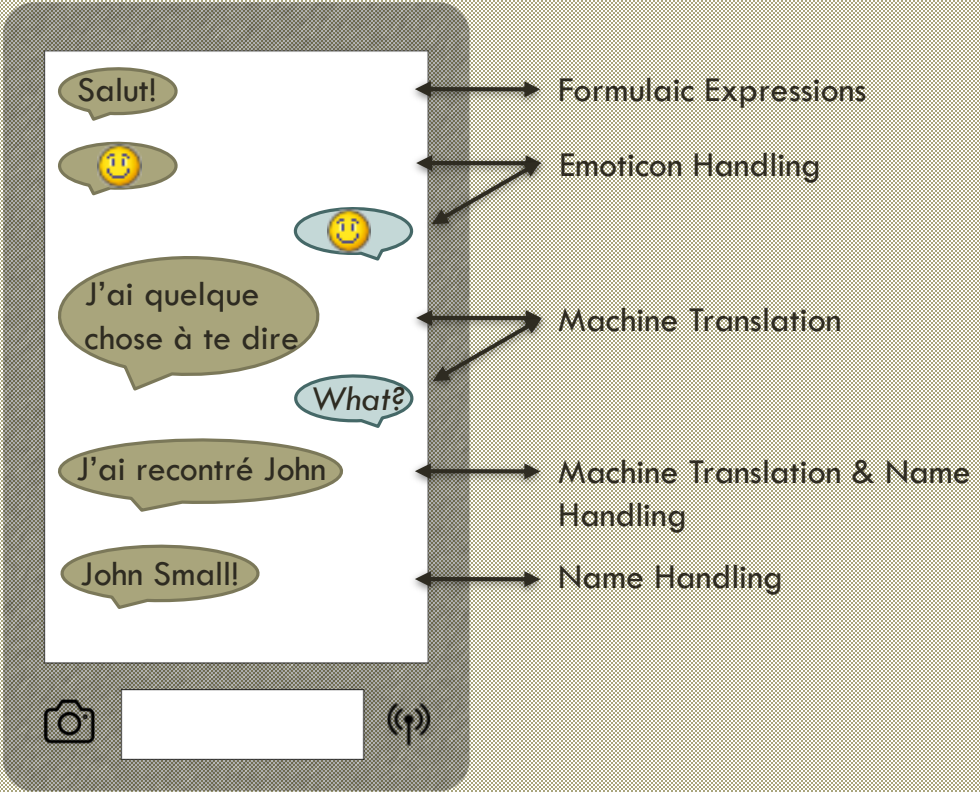 Salut!
Formulaic Expressions
Emoticon Handling
J'ai quelque
chose à te dire
Machine Translation
What?
J'ai recontré John
Machine Translation & Name
Handling
John Small!
Name Handling